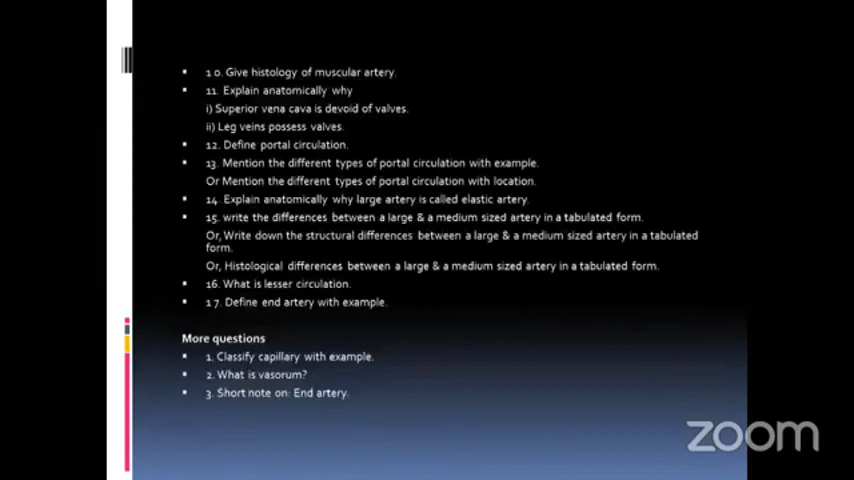 10. Give histology of muscular artery.
11. Explain anatomically why
i) Superior vena cava is devoid of valves.
ii) Leg veins possess valves.
12. Define portal circulation.
13. Mention the different types of portal circulation with example.
Or Mention the different types of portal circulation with location.
14. Explain anatomically why large artery is called elastic artery.
15. write the differences between a large & a medium sized artery in a tabulated form.
Or, Write down the structural differences between a large & a medium sized artery in a tabulated
form.
Or, Histological differences between a large & a medium sized artery in a tabulated form.
16. What is lesser circulation.
17. Define end artery with example.
More questions
1. Classify capillary with example.
2. What is vasorum?
3. Short note on: End artery.
zoom